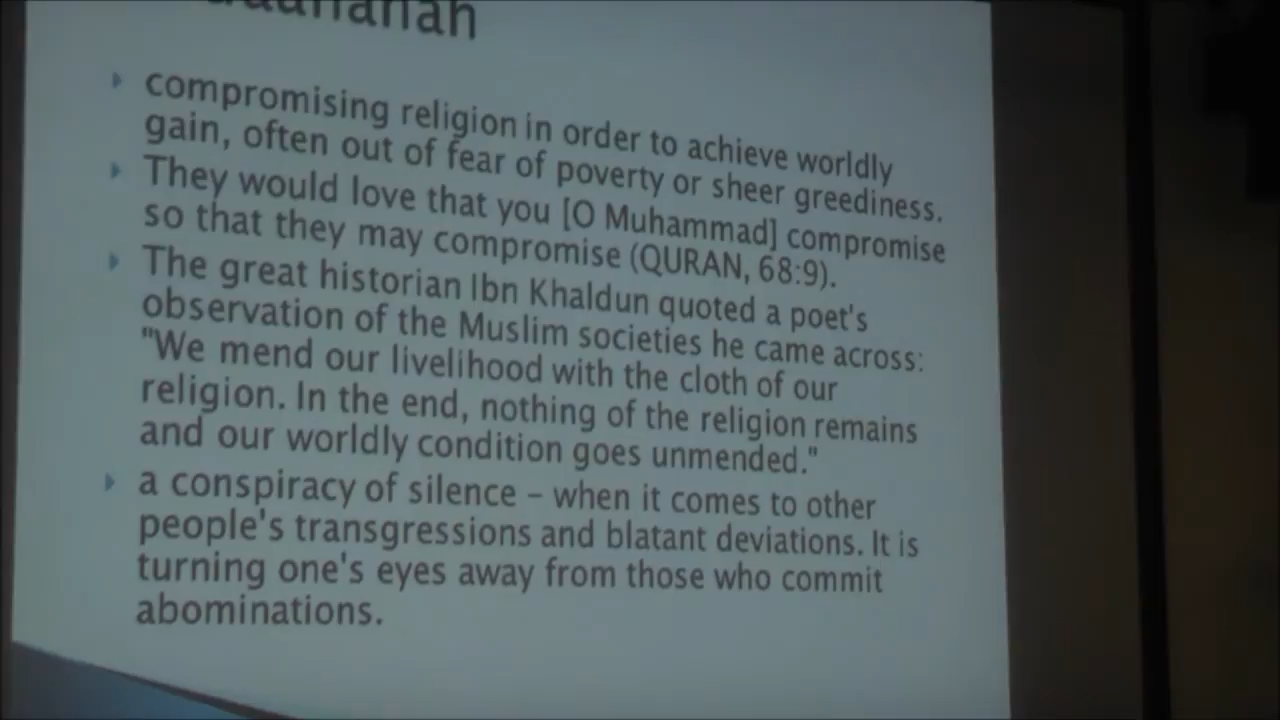 compromising religion in order to achieve worldly
gain, often out of fear of poverty or sheer greediness.
They would love that you [O Muhammad] compromise
so that they may compromise (QURAN, 68:9).
The great historian Ibn Khaldun quoted a poet's
observation of the Muslim societies he came across:
"We mend our livelihood with the cloth of our
religion. In the end, nothing of the religion remains
and our worldly condition goes unmended."
a conspiracy of silence – when it comes to other
people's transgressions and blatant deviations. It is
turning one's eyes away from those who commit
abominations.